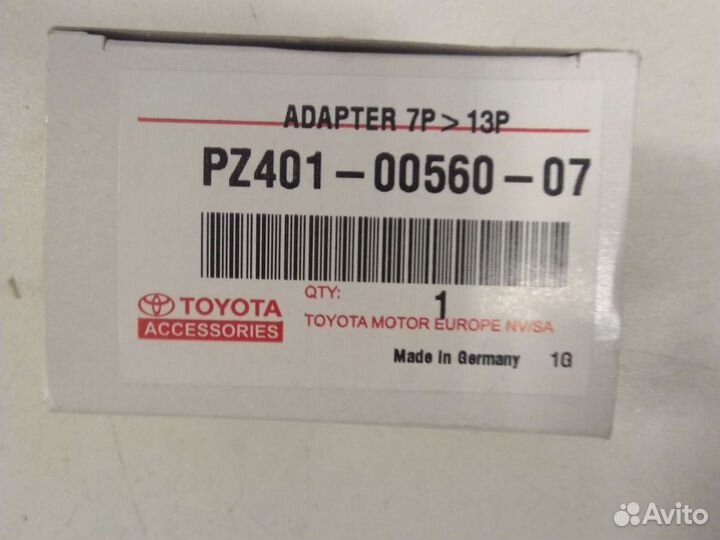 ADAPTER 7P > 13P
PZ401-00560-07
TOYOTA
ACCESSORIES
QTY: 1
TOYOTA MOTOR EUROPE NV/SA
Made in Germany 1G
Avito